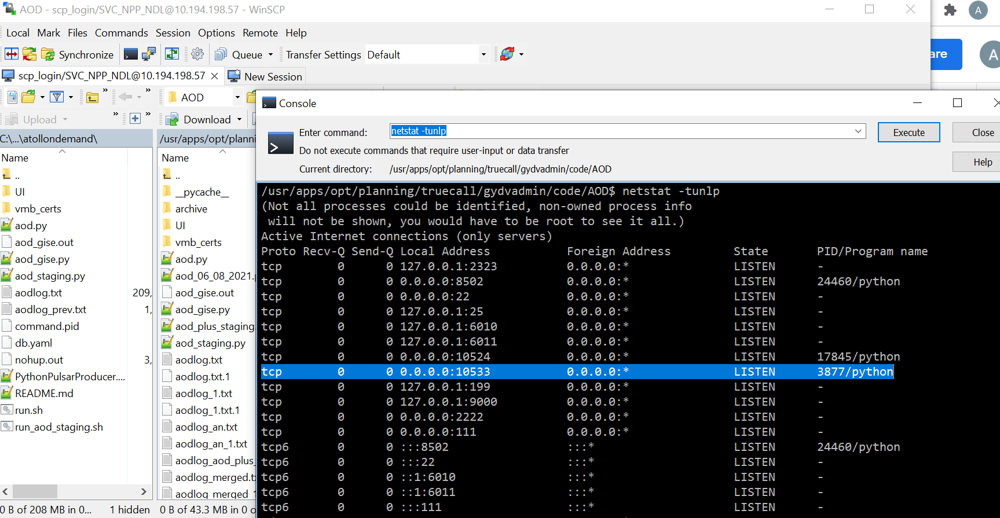 AOD - scp_login/SVC_NPP_NDL@10.194.198.57 - WinSCP
A
Local Mark Files Commands Session Options Remote Help
Synchronize Queue Transfer Settings Default
are
A
scp_login/SVC_NPP_NDL@10.194.198.57 New Session
AOD
Console
Upload Download
Enter command: netstat -tunlp Execute Close
C:\...\atollondemand\ /usr/apps/opt/planni
Do not execute commands that require user-input or data transfer
Name Name
Current directory: /usr/apps/opt/planning/truecall/gydvadmin/code/AOD Help
.. ..
UI __pycache__
vmb_certs archive
aod.py UI
aod_gise.out vmb_certs
aod_gise.py aod.py
aod_staging.py aod_06_08_2021.
aodlog.txt 209, aod_gise.out
aodlog_prev.txt 1, aod_gise.py
command.pid aod_plus_staging.
db.yaml aod_staging.py
nohup.out 3, aodlog.txt
PythonPulsarProducer.... aodlog.txt.1
README.md aodlog_1.txt
run.sh aodlog_1.txt.1
run_aod_staging.sh aodlog_an.txt
aodlog_an_1.txt
aodlog_aod_plus_
aodlog_merged.tx
aodlog_merged_1
0 B of 208 MB in 0... 1 hidden 0 B of 43.3 MB in 0 o
/usr/apps/opt/planning/truecall/gydvadmin/code/AOD$ netstat -tunlp
(Not all processes could be identified, non-owned process info
will not be shown, you would have to be root to see it all.)
Active Internet connections (only servers)
Proto Recv-Q Send-Q Local Address Foreign Address State PID/Program name
tcp 0 0 127.0.0.1:2323 0.0.0.0:* LISTEN -
tcp 0 0 0.0.0.0:8502 0.0.0.0:* LISTEN 24460/python
tcp 0 0 0.0.0.0:22 0.0.0.0:* LISTEN -
tcp 0 0 127.0.0.1:25 0.0.0.0:* LISTEN -
tcp 0 0 127.0.0.1:6010 0.0.0.0:* LISTEN -
tcp 0 0 127.0.0.1:6011 0.0.0.0:* LISTEN -
tcp 0 0 0.0.0.0:10524 0.0.0.0:* LISTEN 17845/python
tcp 0 0 0.0.0.0:10533 0.0.0.0:* LISTEN 3877/python
tcp 0 0 127.0.0.1:199 0.0.0.0:* LISTEN -
tcp 0 0 127.0.0.1:9000 0.0.0.0:* LISTEN -
tcp 0 0 0.0.0.0:2222 0.0.0.0:* LISTEN -
tcp 0 0 0.0.0.0:111 0.0.0.0:* LISTEN -
tcp6 0 0 :::8502 :::* LISTEN 24460/python
tcp6 0 0 :::22 :::* LISTEN -
tcp6 0 0 ::1:6010 :::* LISTEN -
tcp6 0 0 ::1:6011 :::* LISTEN -
tcp6 0 0 :::111 :::* LISTEN -